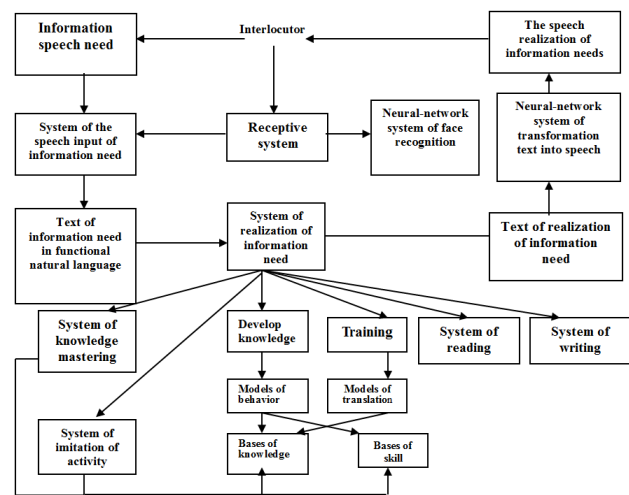 Information
speech need
Interlocutor
The speech
realization of
information needs
System of the
speech input of
information need
Receptive
system
Neural-network
system of face
recognition
Neural-network
system of
transformation
text into speech
Text of
information need
in functional
natural language
System of
realization of
information
need
Text of realization
of information
need
System of
knowledge
mastering
Develop
knowledge
Training
System of
reading
System of
writing
Models of
behavior
Models of
translation
System of
imitation of
activity
Bases of
knowledge
Bases of
skill